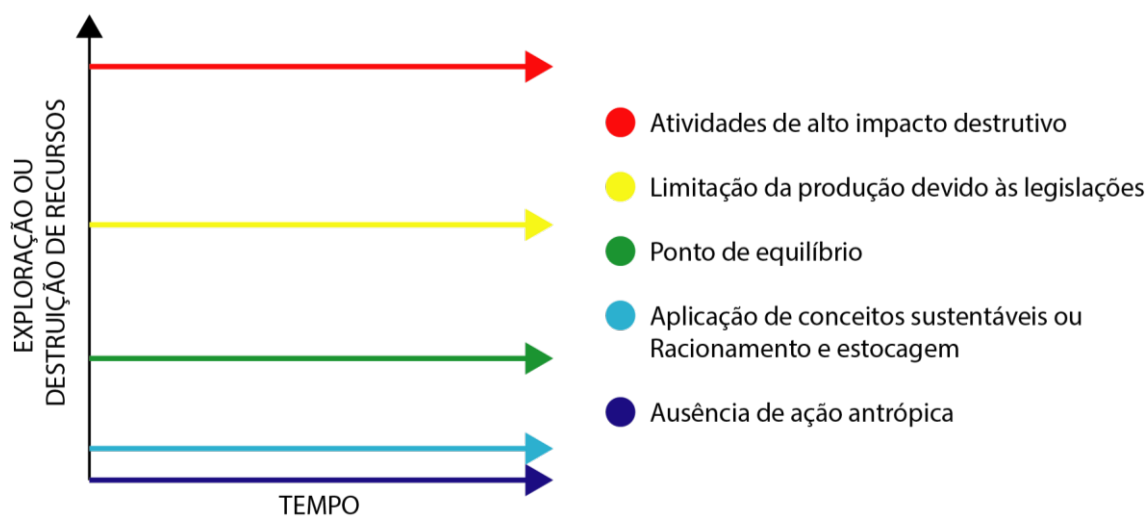 EXPLORAÇÃO OU
DESTRUIÇÃO DE RECURSOS
TEMPO
Atividades de alto impacto destrutivo
Limitação da produção devido às legislações
Ponto de equilíbrio
Aplicação de conceitos sustentáveis ou
Racionamento e estocagem
Ausência de ação antrópica